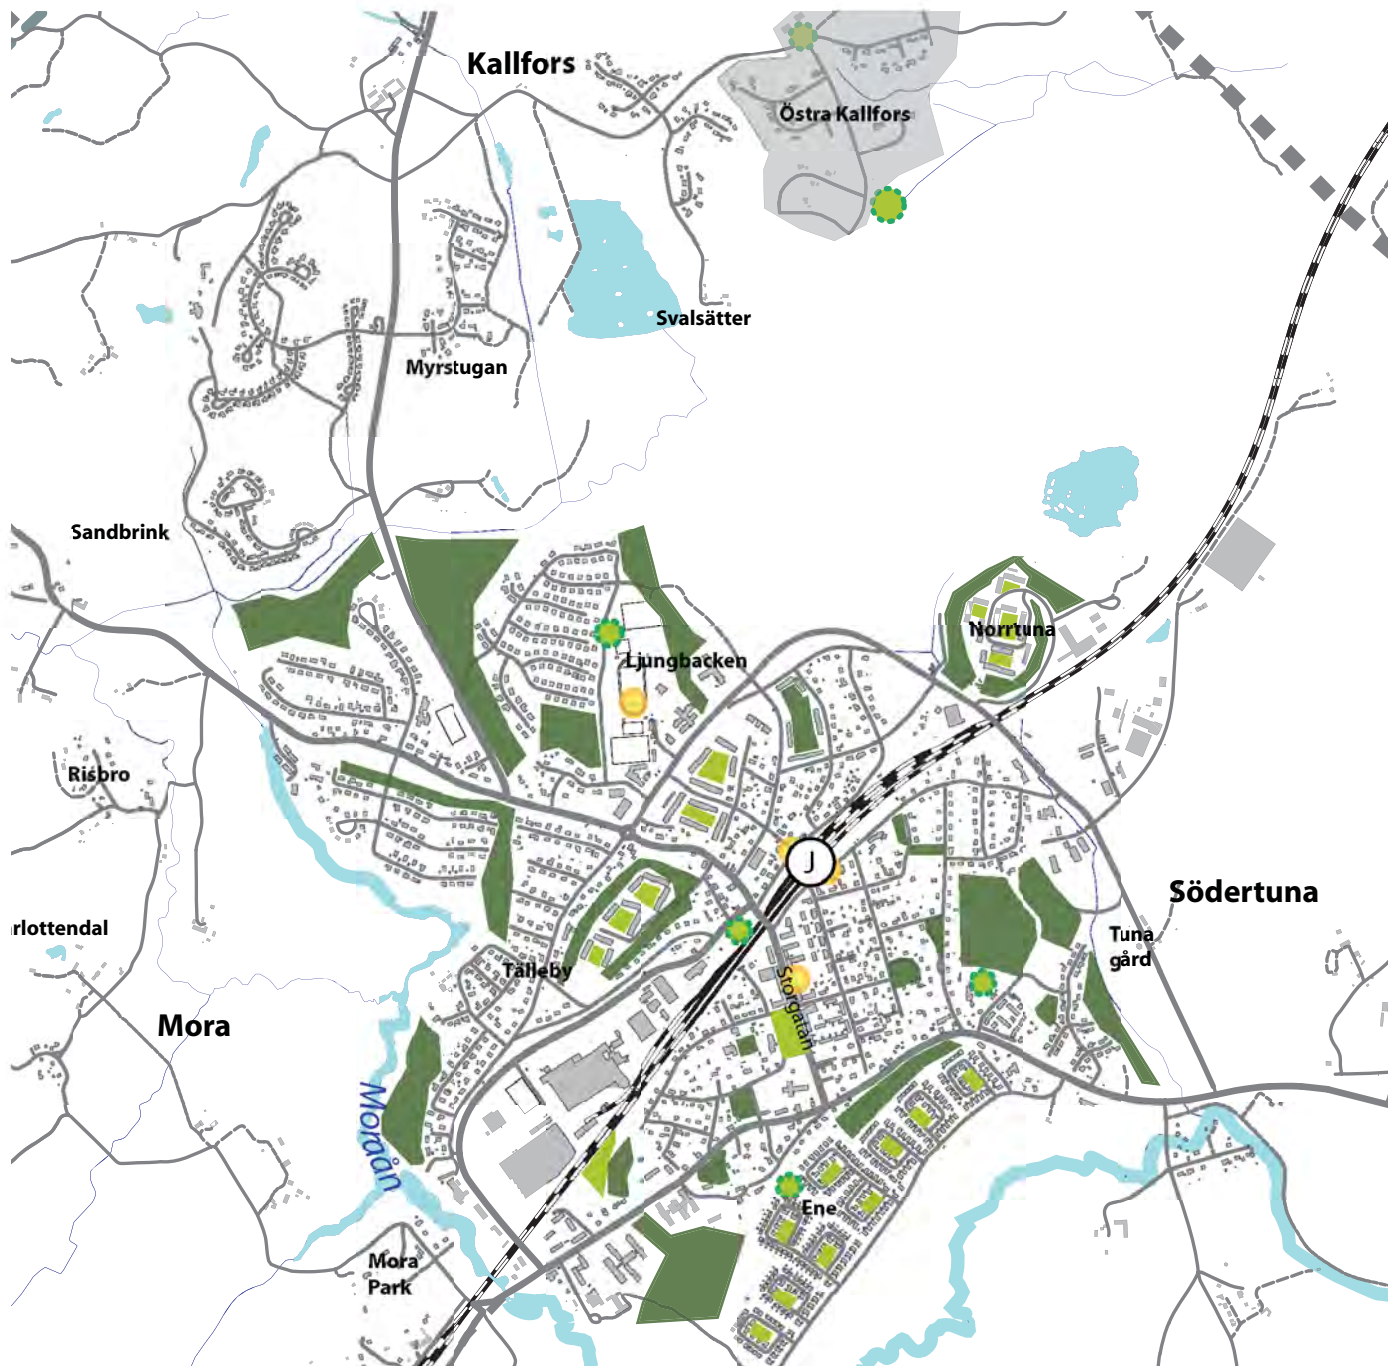 Kallfors
Östra Kallfors
Svalsätter
Myrstugan
Sandbrink
Norrtuna
Ljungbacken
Risbro
J
Södertuna
rlottendal
Tuna
gård
Tälleby
Storgatan
Mora
Moraån
Ene
Mora
Park